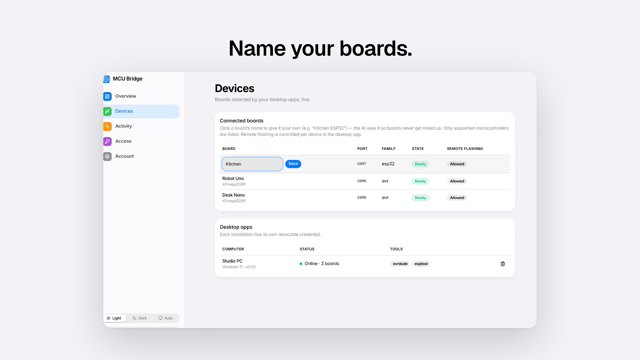 Name your boards.
MCU Bridge
Overview
Devices
Activity
Access
Account
Light
Dark
Auto
Devices
Boards detected by your desktop apps, live.
Connected boards
Click a board's name to give it your own (e.g. "Kitchen ESP32") — the AI uses it so boards never get mixed up. Only supported microcontrollers
are listed. Remote flashing is controlled per device in the desktop app.
BOARD PORT FAMILY STATE REMOTE FLASHING
Kitchen Save COM7 esp32 Ready Allowed
Robot Uno COM5 avr Ready Allowed
ATmega328P
Desk Nano avr Ready Allowed
ATmega328P
Desktop apps
Each installation has its own revocable credential.
COMPUTER STATUS TOOLS
Studio PC Online · 3 boards avrdude esptool
Windows 11